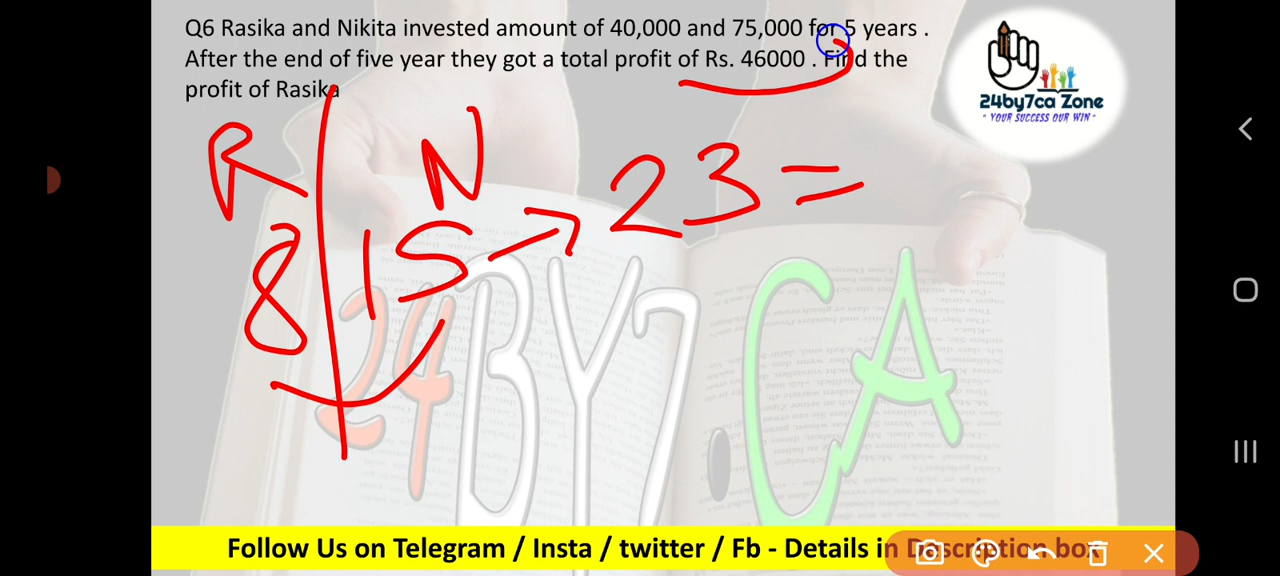 Q6 Rasika and Nikita invested amount of 40,000 and 75,000 for 5 years .
After the end of five year they got a total profit of Rs. 46000 . Find the
profit of Rasika
24by7ca Zone
" YOUR SUCCESS OUR WIN "
R N
8 15 → 23 =
24BY7.CA
Follow Us on Telegram / Insta / twitter / Fb - Details in Description box